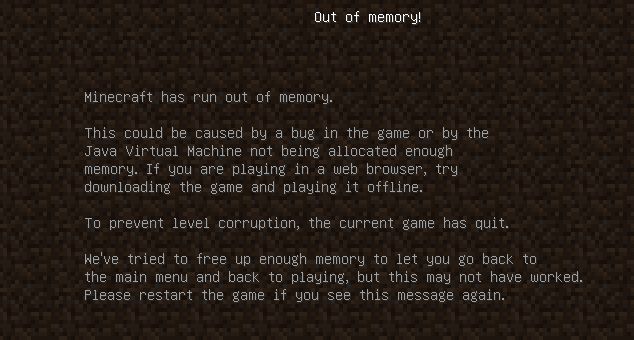 Out of memory!
Minecraft has run out of memory.
This could be caused by a bug in the game or by the
Java Virtual Machine not being allocated enough
memory. If you are playing in a web browser, try
downloading the game and playing it offline.
To prevent level corruption, the current game has quit.
We've tried to free up enough memory to let you go back to
the main menu and back to playing, but this may not have worked.
Please restart the game if you see this message again.